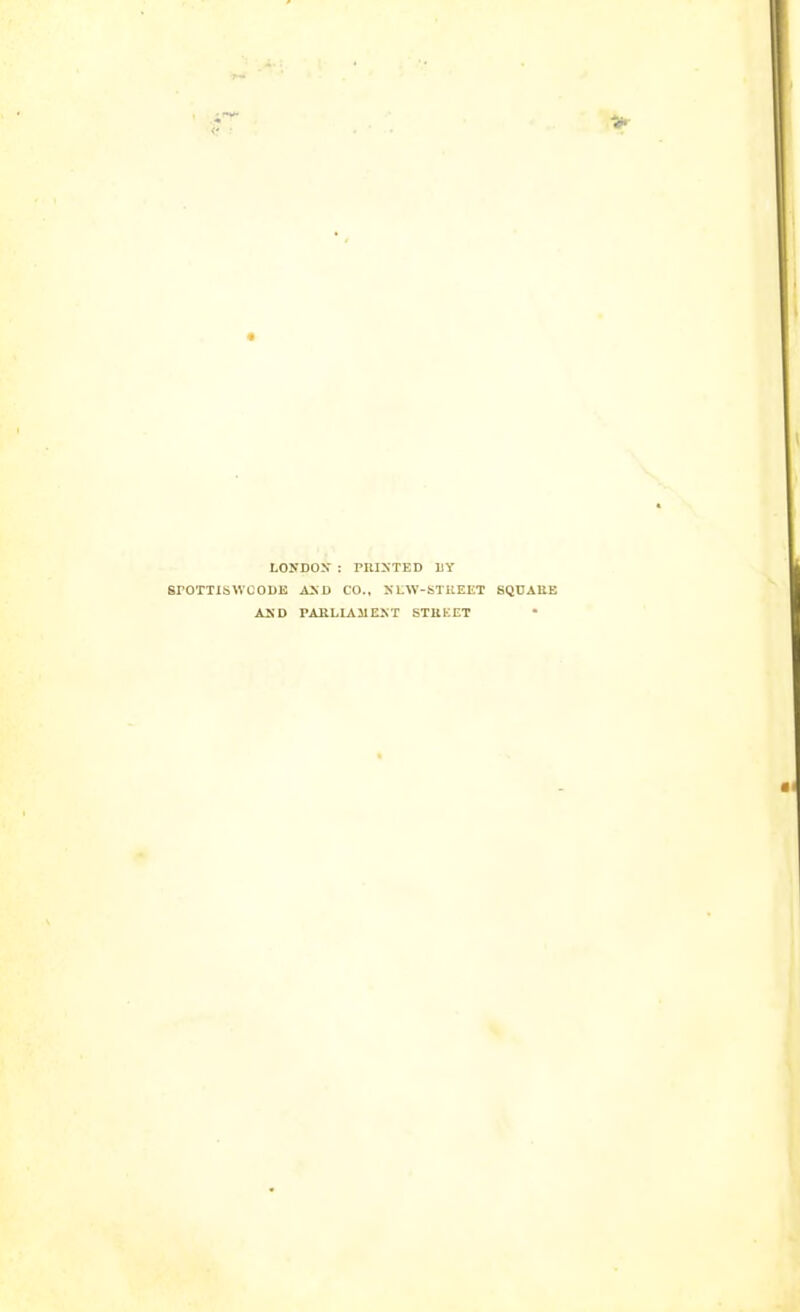 LONDON : PRINTED BY
SPOTTISWOODE AND CO., NEW-STREET SQUARE
AND PARLIAMENT STREET